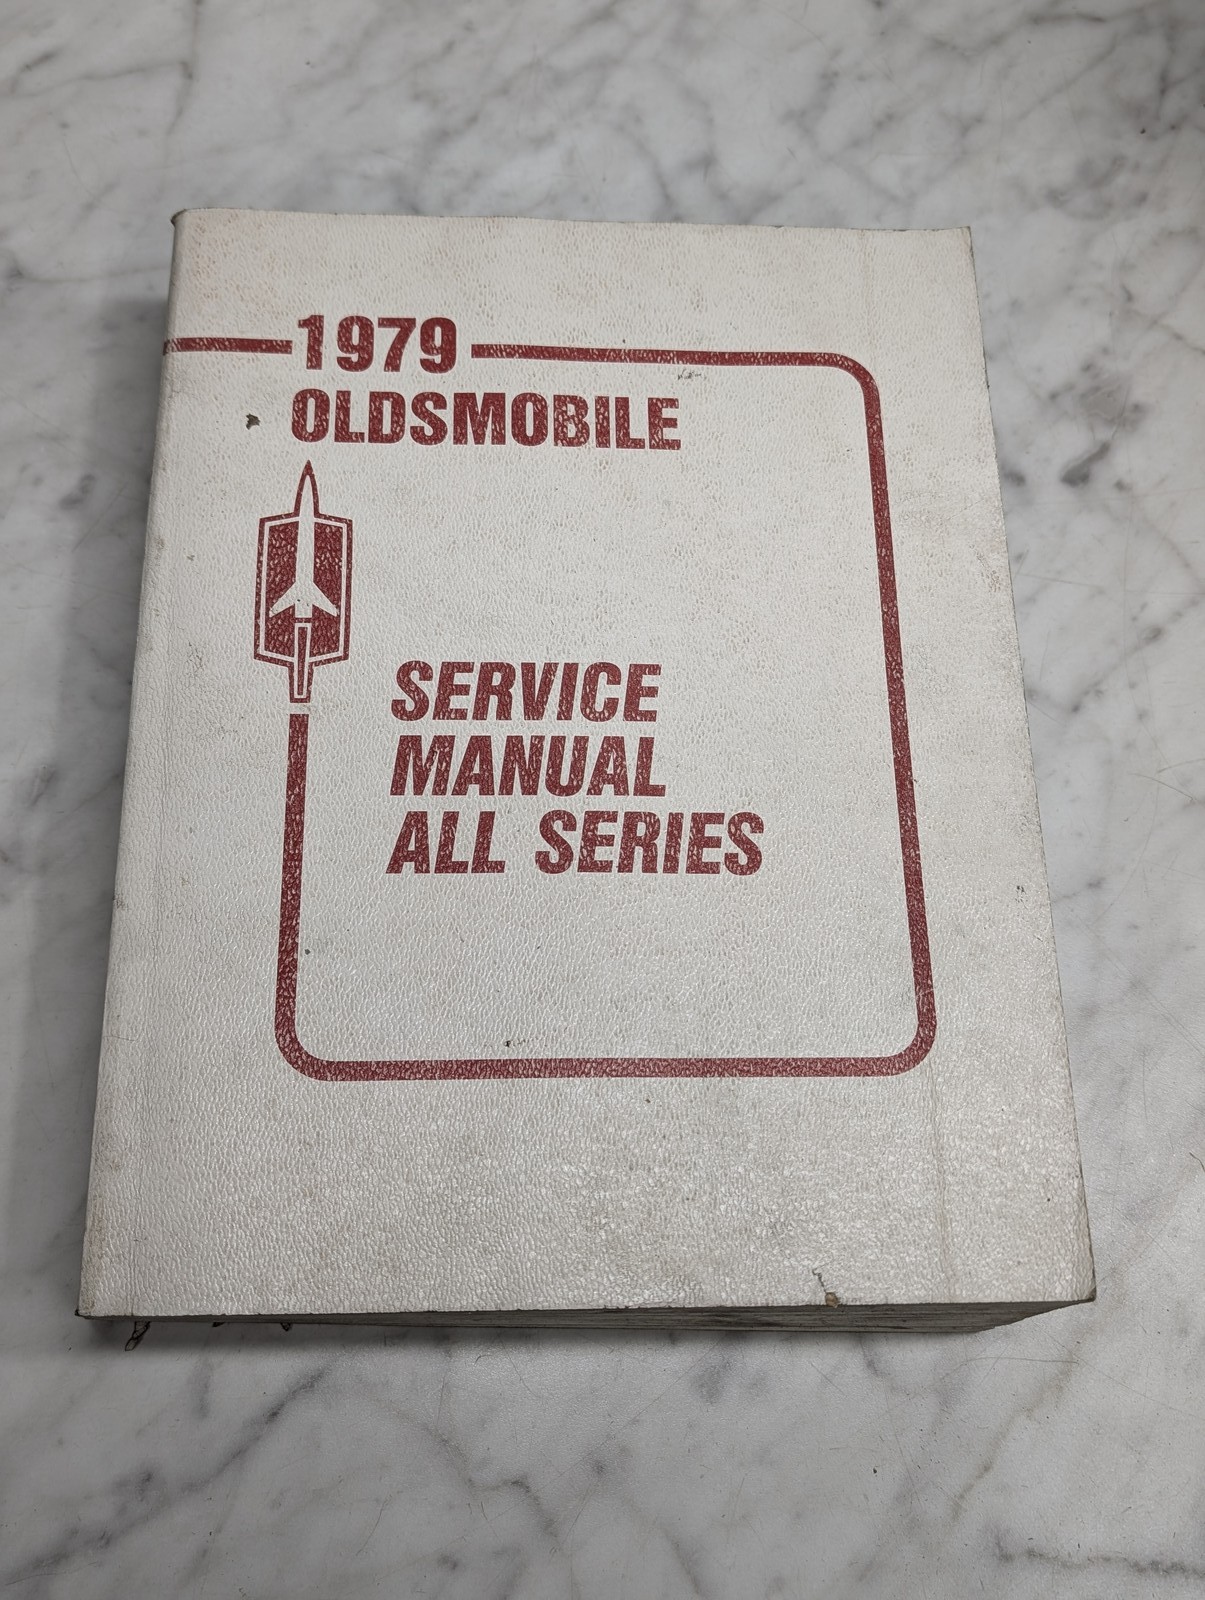 1979
OLDSMOBILE
SERVICE
MANUAL
ALL SERIES